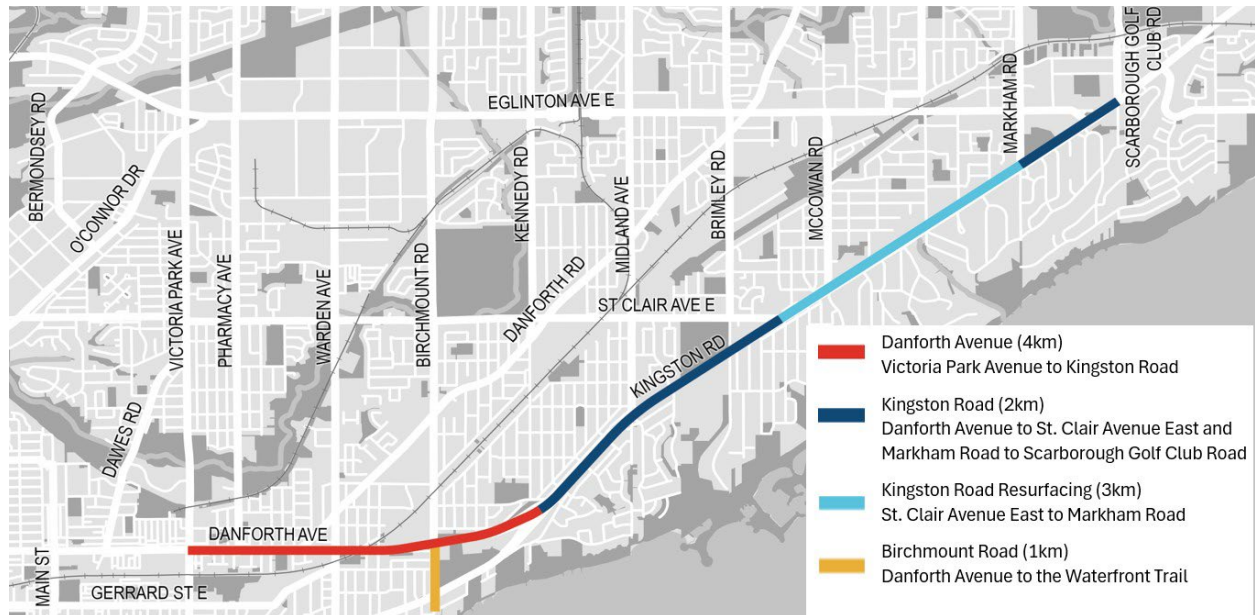 BERMONDSEY RD
O'CONNOR DR
EGLINTON AVE E
VICTORIA PARK AVE
PHARMACY AVE
WARDEN AVE
BIRCHMOUNT RD
KENNEDY RD
DANFORTH RD
MIDLAND AVE
ST CLAIR AVE E
BRIMLEY RD
MCCOWAN RD
MARKHAM RD
SCARBOROUGH GOLF
CLUB RD
KINGSTON RD
DAWES RD
DANFORTH AVE
MAIN ST
GERRARD ST E
Danforth Avenue (4km)
Victoria Park Avenue to Kingston Road
Kingston Road (2km)
Danforth Avenue to St. Clair Avenue East and
Markham Road to Scarborough Golf Club Road
Kingston Road Resurfacing (3km)
St. Clair Avenue East to Markham Road
Birchmount Road (1km)
Danforth Avenue to the Waterfront Trail